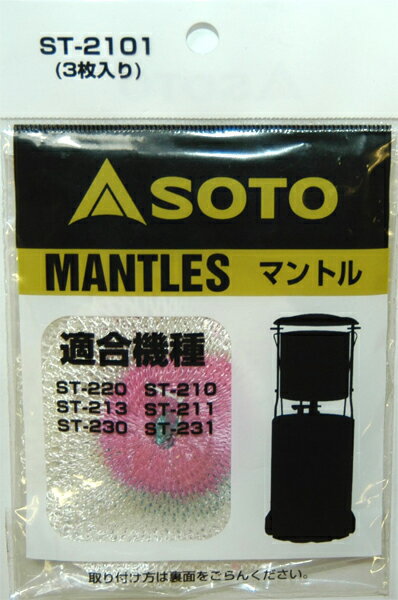 ST-2101
(3枚入り)
SOTO
MANTLES マントル
適合機種
ST-220 ST-210
ST-213 ST-211
ST-230 ST-231
取り付け方は裏面をごらんください。